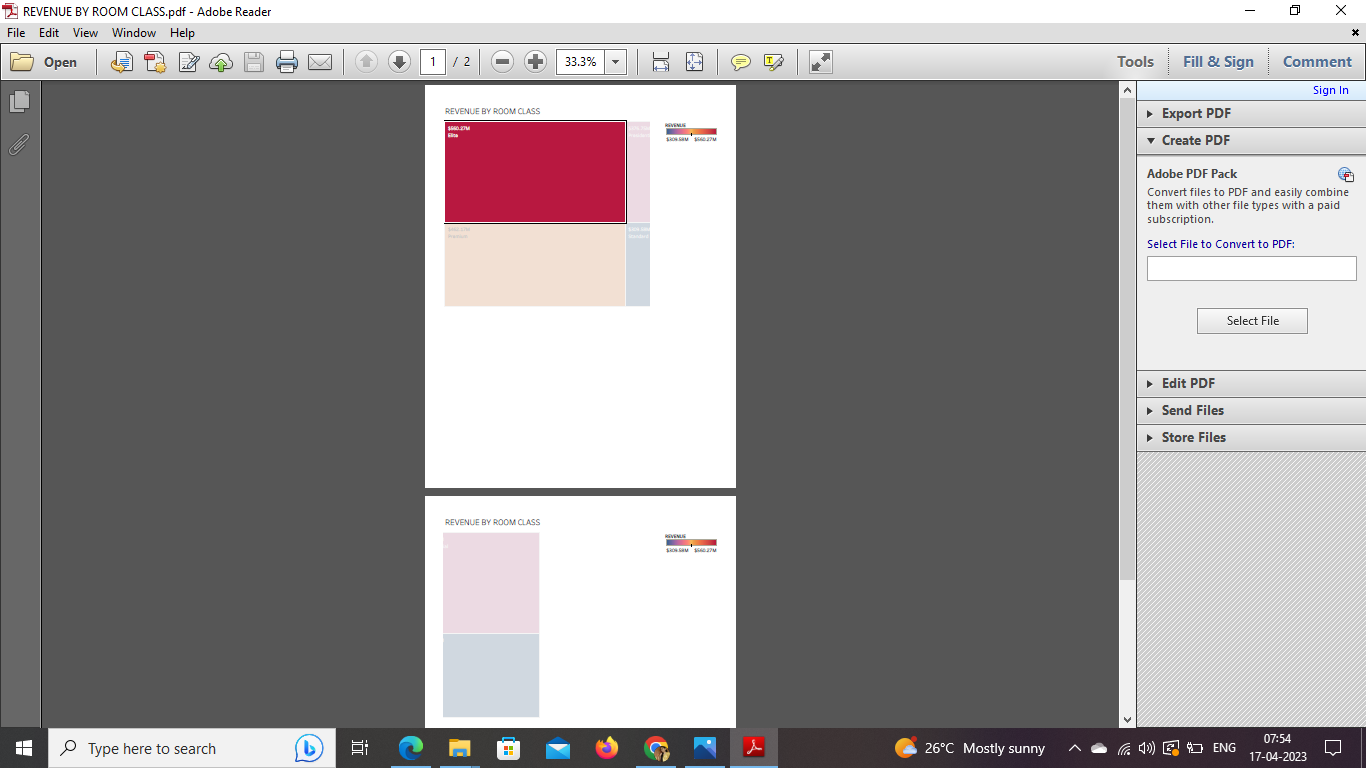 REVENUE BY ROOM CLASS.pdf - Adobe Reader
File Edit View Window Help
Open 1 / 2 33.3% Tools Fill & Sign Comment
Sign In
Export PDF
Create PDF
Adobe PDF Pack
Convert files to PDF and easily combine
them with other file types with a paid
subscription.
Select File to Convert to PDF:
Select File
Edit PDF
Send Files
Store Files
REVENUE BY ROOM CLASS
$560.27M
Elite
REVENUE
$309.58M $560.27M
REVENUE BY ROOM CLASS
REVENUE
$309.58M $560.27M
Type here to search
26°C Mostly sunny
ENG
07:54
17-04-2023